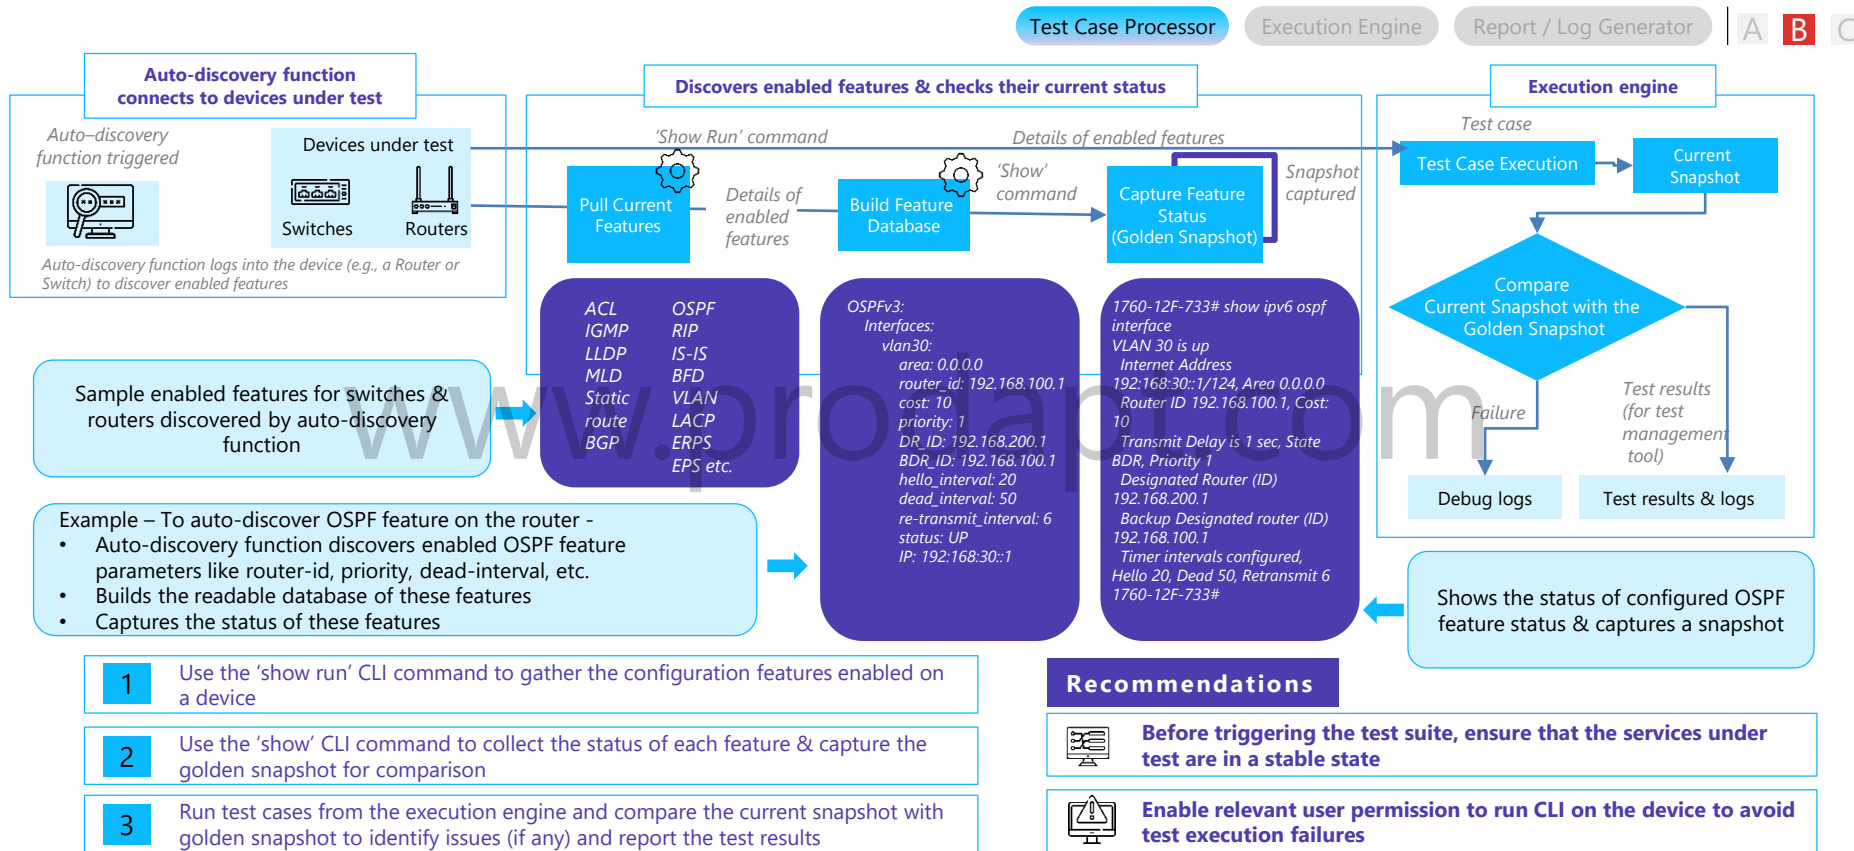 Test Case Processor
Execution Engine
Report / Log Generator
A
B
C
Auto-discovery function
connects to devices under test
Auto–discovery
function triggered
Devices under test
Switches
Routers
Auto-discovery function logs into the device (e.g., a Router or
Switch) to discover enabled features
Discovers enabled features & checks their current status
‘Show Run’ command
Details of enabled features
Pull Current
Features
Details of
enabled
features
Build Feature
Database
‘Show’
command
Capture Feature
Status
(Golden Snapshot)
Snapshot
captured
Execution engine
Test case
Test Case Execution
Current
Snapshot
Compare
Current Snapshot with the
Golden Snapshot
Failure
Test results
(for test
management
tool)
Debug logs
Test results & logs
Sample enabled features for switches &
routers discovered by auto-discovery
function
ACL
IGMP
LLDP
MLD
Static
route
BGP
OSPF
RIP
IS-IS
BFD
VLAN
LACP
ERPS
EPS etc.
OSPFv3:
Interfaces:
vlan30:
area: 0.0.0.0
router_id: 192.168.100.1
cost: 10
priority: 1
DR_ID: 192.168.200.1
BDR_ID: 192.168.100.1
hello_interval: 20
dead_interval: 50
re-transmit_interval: 6
status: UP
IP: 192:168:30::1
1760-12F-733# show ipv6 ospf
interface
VLAN 30 is up
Internet Address
192:168:30::1/124, Area 0.0.0.0
Router ID 192.168.100.1, Cost:
10
Transmit Delay is 1 sec, State
BDR, Priority 1
Designated Router (ID)
192.168.200.1
Backup Designated router (ID)
192.168.100.1
Timer intervals configured,
Hello 20, Dead 50, Retransmit 6
1760-12F-733#
www.prodapt.com
Example – To auto-discover OSPF feature on the router -
• Auto-discovery function discovers enabled OSPF feature
parameters like router-id, priority, dead-interval, etc.
• Builds the readable database of these features
• Captures the status of these features
Shows the status of configured OSPF
feature status & captures a snapshot
1
Use the ‘show run’ CLI command to gather the configuration features enabled on
a device
2
Use the ‘show’ CLI command to collect the status of each feature & capture the
golden snapshot for comparison
3
Run test cases from the execution engine and compare the current snapshot with
golden snapshot to identify issues (if any) and report the test results
Recommendations
Before triggering the test suite, ensure that the services under
test are in a stable state
Enable relevant user permission to run CLI on the device to avoid
test execution failures